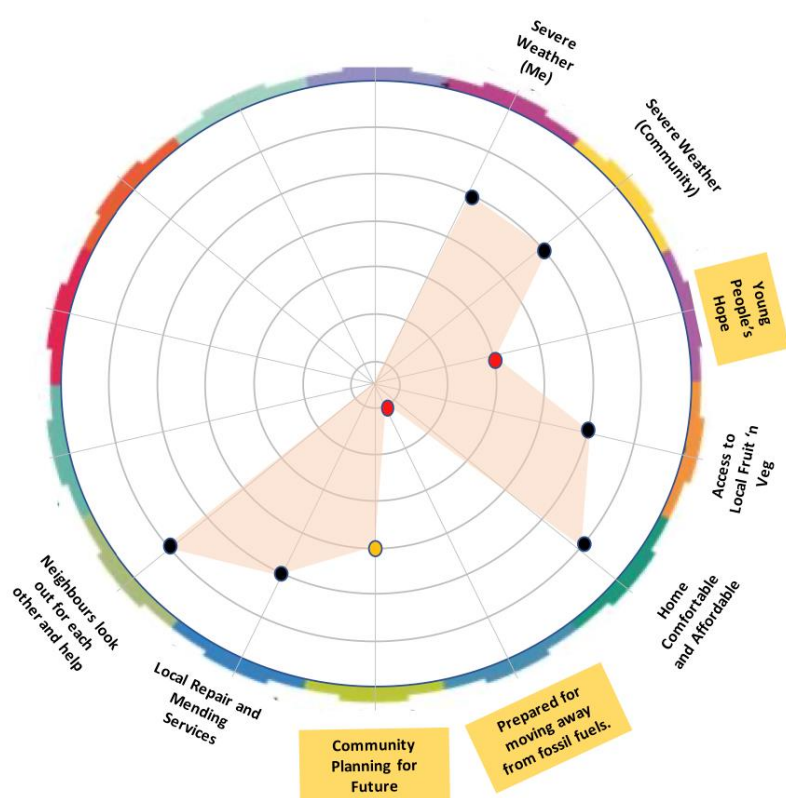 Severe
Weather
(Me)
Severe Weather
(Community)
Young
People's
Hope
Access to
Local Fruit 'n
Veg
Home
Comfortable
and Affordable
Prepared for
moving away
from fossil fuels.
Community
Planning for
Future
Local Repair and
Mending
Services
Neighbours look
out for each
other and help